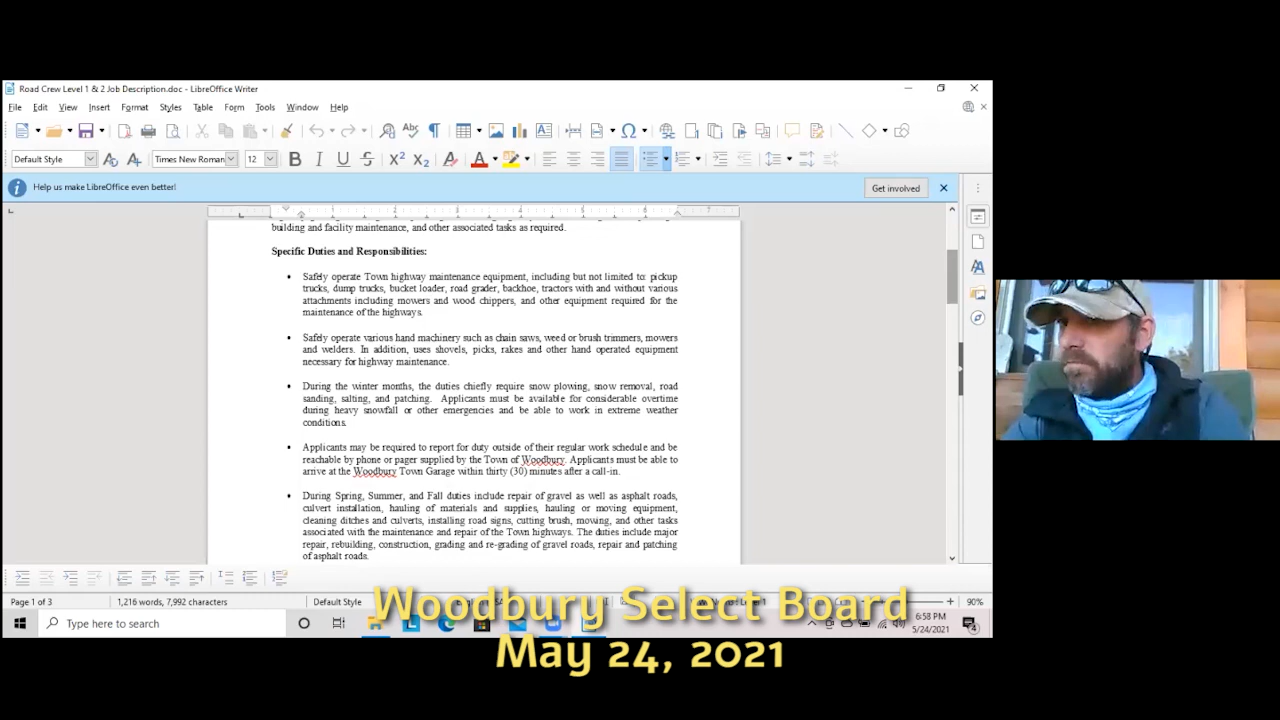 Road Crew Level 1 & 2 Job Description.doc - LibreOffice Writer
File Edit View Insert Format Styles Table Form Tools Window Help
Default Style Times New Roman 12
Help us make LibreOffice even better! Get involved
building and facility maintenance, and other associated tasks as required.
Specific Duties and Responsibilities:
• Safely operate Town highway maintenance equipment, including but not limited to: pickup
trucks, dump trucks, bucket loader, road grader, backhoe, tractors with and without various
attachments including mowers and wood chippers, and other equipment required for the
maintenance of the highways.
• Safely operate various hand machinery such as chain saws, weed or brush trimmers, mowers
and welders. In addition, uses shovels, picks, rakes and other hand operated equipment
necessary for highway maintenance.
• During the winter months, the duties chiefly require snow plowing, snow removal, road
sanding, salting, and patching. Applicants must be available for considerable overtime
during heavy snowfall or other emergencies and be able to work in extreme weather
conditions.
• Applicants may be required to report for duty outside of their regular work schedule and be
reachable by phone or pager supplied by the Town of Woodbury. Applicants must be able to
arrive at the Woodbury Town Garage within thirty (30) minutes after a call-in.
• During Spring, Summer, and Fall duties include repair of gravel as well as asphalt roads,
culvert installation, hauling of materials and supplies, hauling or moving equipment,
cleaning ditches and culverts, installing road signs, cutting brush, mowing, and other tasks
associated with the maintenance and repair of the Town highways. The duties include major
repair, rebuilding, construction, grading and re-grading of gravel roads, repair and patching
of asphalt roads.
Page 1 of 3 1,216 words, 7,992 characters Default Style 90%
Type here to search 6:58 PM
5/24/2021
Woodbury Select Board
May 24, 2021